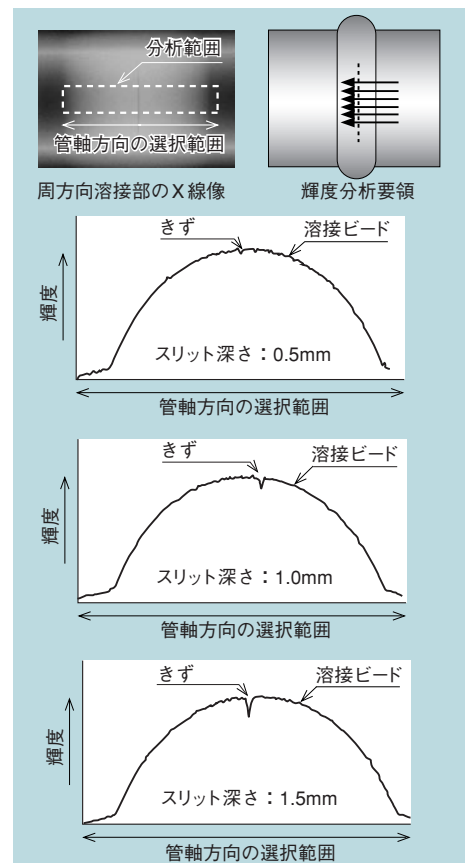 分析範囲
管軸方向の選択範囲
周方向溶接部のX線像
輝度分析要領
きず
溶接ビード
輝度
スリット深さ：0.5mm
管軸方向の選択範囲
きず
溶接ビード
輝度
スリット深さ：1.0mm
管軸方向の選択範囲
きず
溶接ビード
輝度
スリット深さ：1.5mm
管軸方向の選択範囲